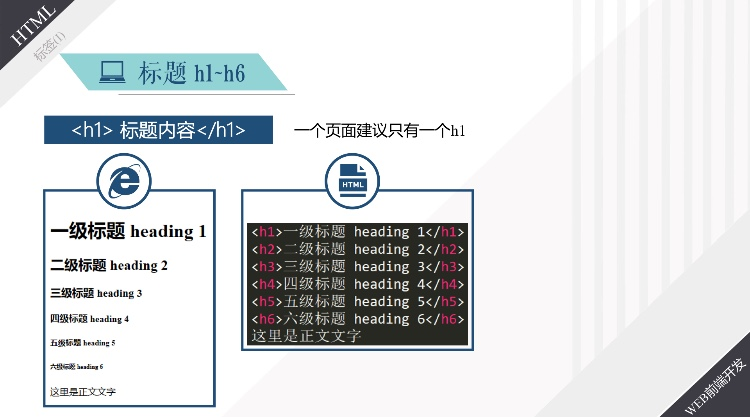 HTML
标签(1)
标题 h1~h6
<h1> 标题内容</h1>
一个页面建议只有一个h1
一级标题 heading 1
二级标题 heading 2
三级标题 heading 3
四级标题 heading 4
五级标题 heading 5
六级标题 heading 6
这里是正文文字
HTML
<h1>一级标题 heading 1</h1>
<h2>二级标题 heading 2</h2>
<h3>三级标题 heading 3</h3>
<h4>四级标题 heading 4</h4>
<h5>五级标题 heading 5</h5>
<h6>六级标题 heading 6</h6>
这里是正文文字
WEB前端开发